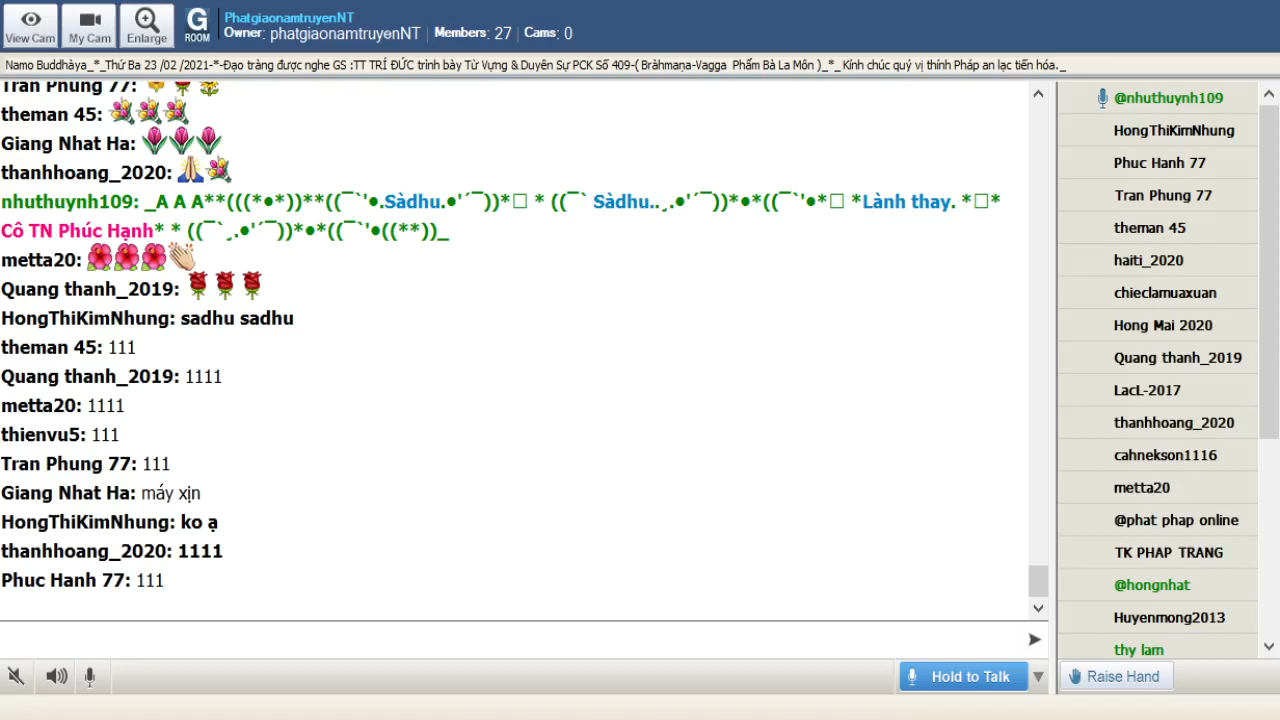 View Cam
My Cam
Enlarge
G
ROOM
PhatgiaonamtruyenNT
Owner: phatgiaonamtruyenNT | Members: 27 | Cams: 0
Namo Buddhàya_*_Thứ Ba 23 /02 /2021-*-Đạo tràng được nghe GS :TT TRÍ ĐỨC trình bày Từ Vựng & Duyên Sự PCK Số 409-( Bràhmaṇa-Vagga Phẩm Bà La Môn )_*_ Kính chúc quý vị thính Pháp an lạc tiến hóa._
Tran Phung 77:
theman 45:
Giang Nhat Ha:
thanhhoang_2020:
nhuthuynh109: _A A A**(((*•*))**((¯`'•.Sàdhu.•'´¯))*□ * ((¯` Sàdhu..¸.•'´¯))*•*((¯`'•*□ *Lành thay. *□*
Cô TN Phúc Hạnh* * ((¯`¸.•'´¯))*•*((¯`'•((**))_
metta20:
Quang thanh_2019:
HongThiKimNhung: sadhu sadhu
theman 45: 111
Quang thanh_2019: 1111
metta20: 1111
thienvu5: 111
Tran Phung 77: 111
Giang Nhat Ha: máy xịn
HongThiKimNhung: ko ạ
thanhhoang_2020: 1111
Phuc Hanh 77: 111
Hold to Talk
@nhuthuynh109
HongThiKimNhung
Phuc Hanh 77
Tran Phung 77
theman 45
haiti_2020
chieclamuaxuan
Hong Mai 2020
Quang thanh_2019
LacL-2017
thanhhoang_2020
cahnekson1116
metta20
@phat phap online
TK PHAP TRANG
@hongnhat
Huyenmong2013
thy lam
Raise Hand